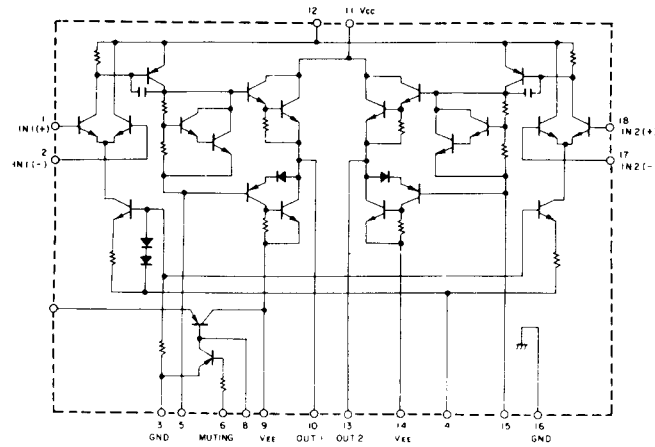 12
11 Vcc
1
IN1(+)
2
IN1(-)
18
IN2(+
17
IN2(-
3
5
6
8
9
10
13
14
4
15
16
GND
MUTING
VEE
OUT 1
OUT 2
VEE
GND